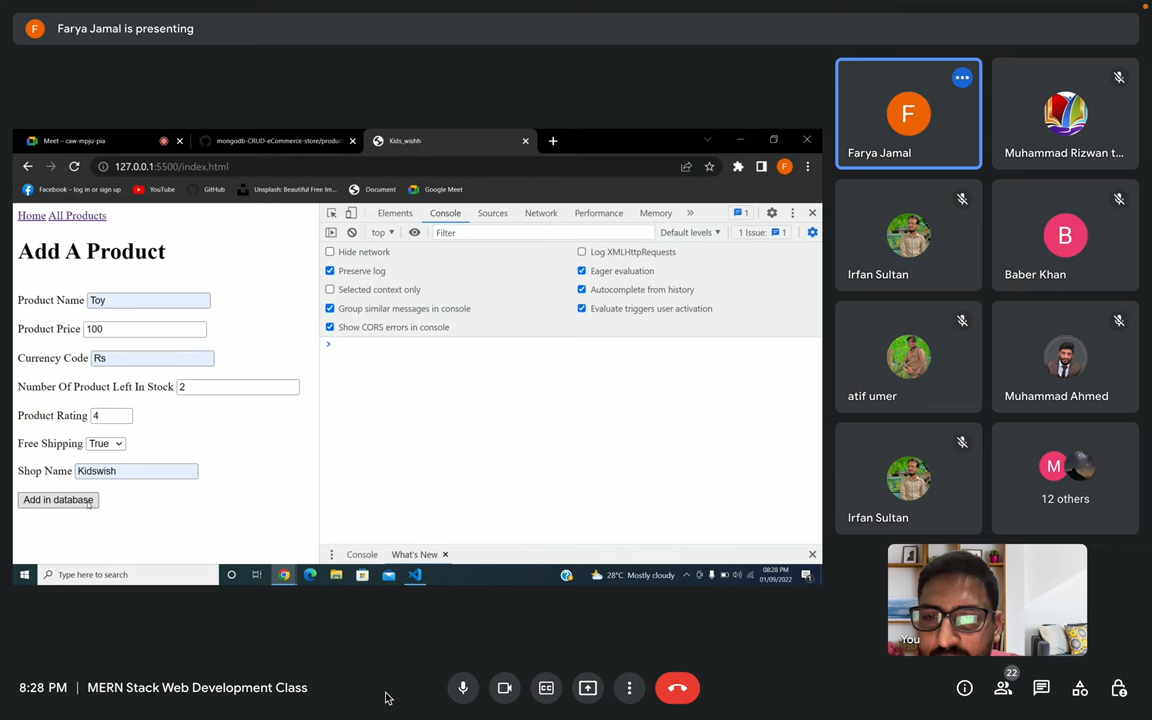 F Farya Jamal is presenting
Meet – caw-mpju-pia
mongodb-CRUD-eCommerce-store/produc
Kids_wishh
127.0.0.1:5500/index.html
F
Facebook – log in or sign up
YouTube
GitHub
Unsplash: Beautiful Free Im...
Document
Google Meet
Home All Products
Add A Product
Product Name Toy
Product Price 100
Currency Code Rs
Number Of Product Left In Stock 2
Product Rating 4
Free Shipping True
Shop Name Kidswish
Add in database
Elements Console Sources Network Performance Memory » 1
top Filter Default levels 1 Issue: 1
Hide network Log XMLHttpRequests
Preserve log Eager evaluation
Selected context only Autocomplete from history
Group similar messages in console Evaluate triggers user activation
Show CORS errors in console
Console What's New
Type here to search
28°C Mostly cloudy
08:28 PM
01/09/2022
F
Farya Jamal
Muhammad Rizwan t...
Irfan Sultan
B
Baber Khan
atif umer
Muhammad Ahmed
Irfan Sultan
M
12 others
You
8:28 PM | MERN Stack Web Development Class
22